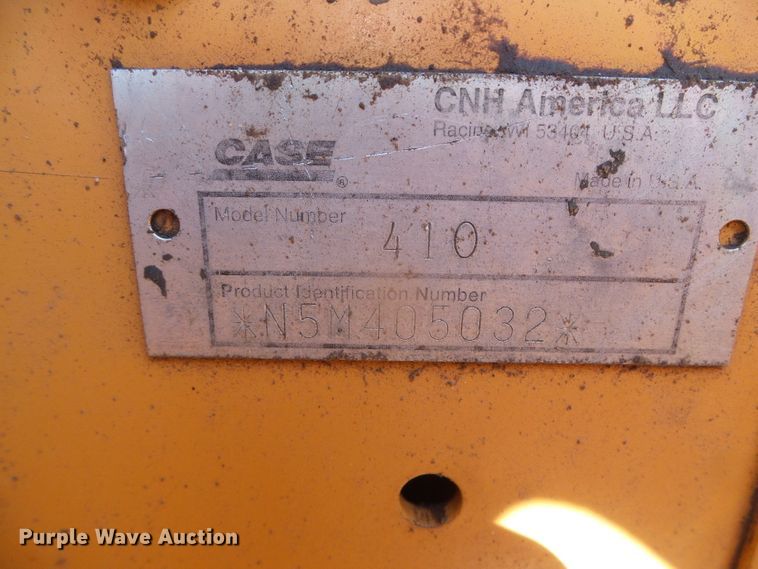 CNH America LLC
Racine, WI 53404 U.S.A.
CASE
®
Made in U.S.A.
Model Number
410
Product Identification Number
*N5M405032*
Purple Wave Auction